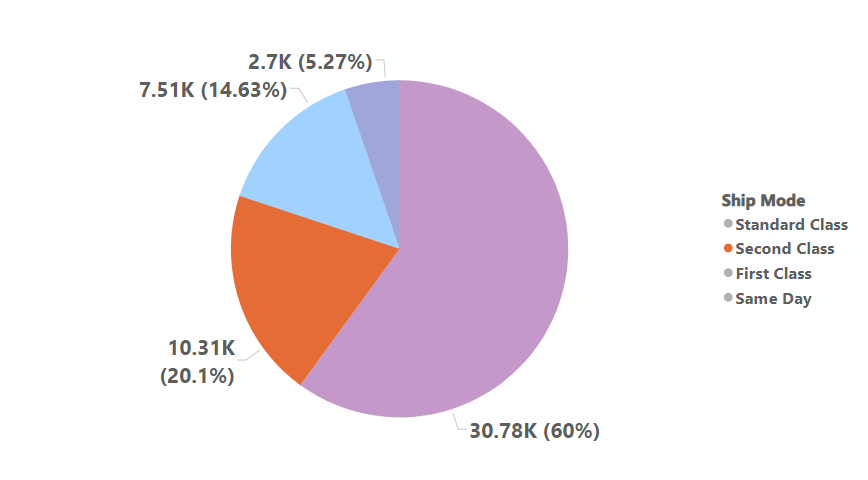 2.7K (5.27%)
7.51K (14.63%)
10.31K
(20.1%)
30.78K (60%)
Ship Mode
Standard Class
Second Class
First Class
Same Day